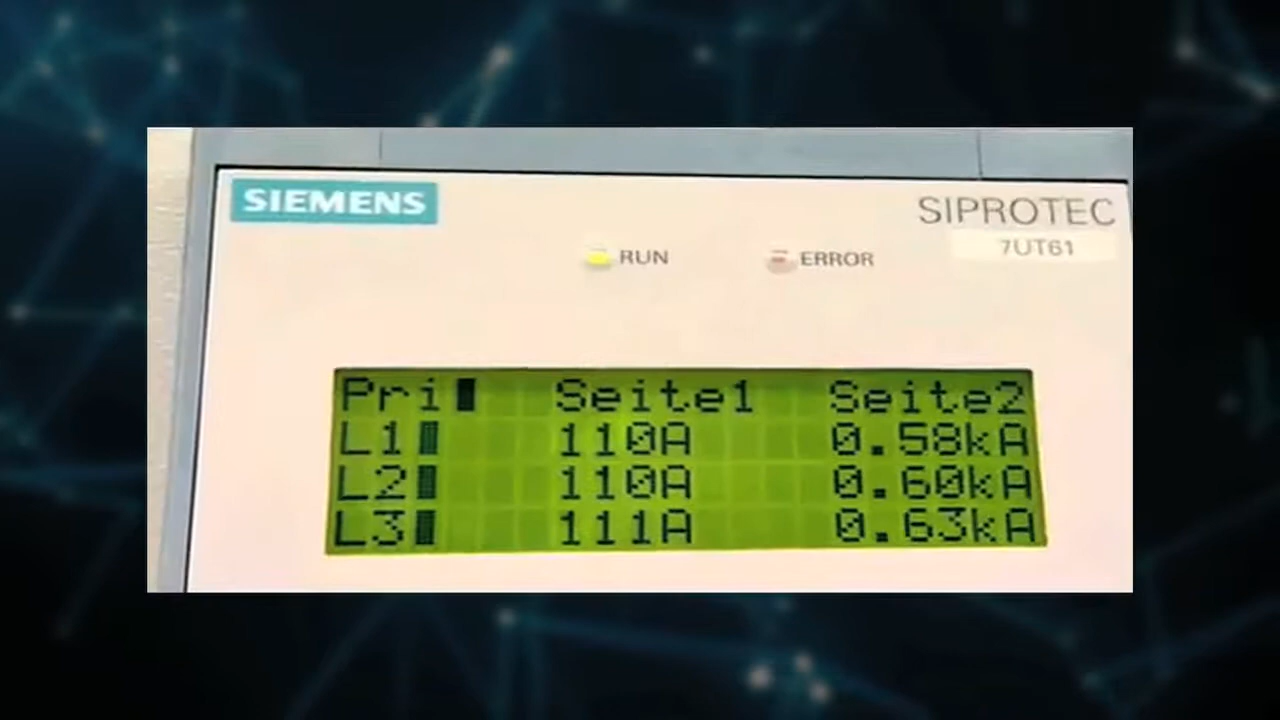 SIEMENS
SIPROTEC
7UT61
RUN
ERROR
Pri Seite1 Seite2
L1 110A 0.58kA
L2 110A 0.60kA
L3 111A 0.63kA